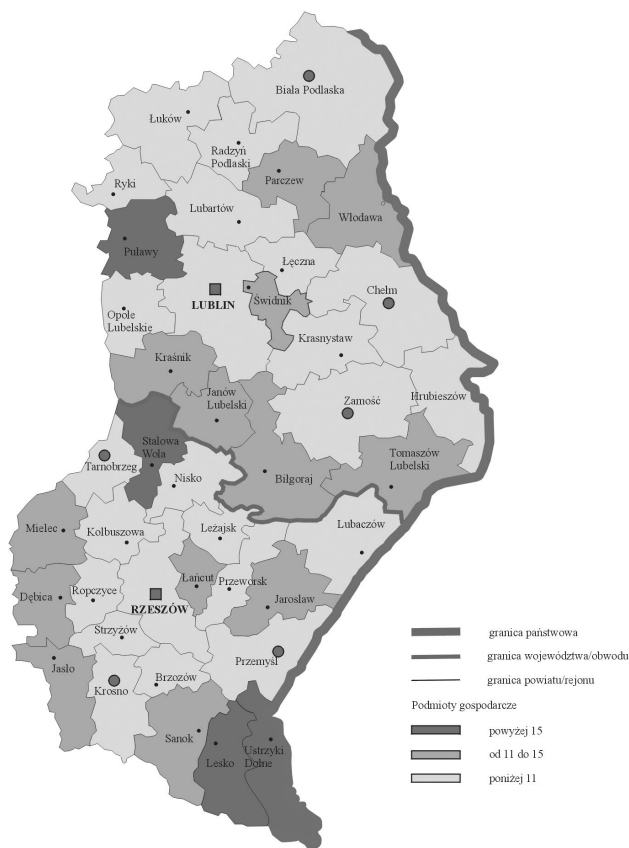 Biała Podlaska
Łuków
Radzyń
Podlaski
Parczew
Ryki
Włodawa
Lubartów
Puławy
Łęczna
Chełm
LUBLIN
Świdnik
Opole
Lubelskie
Krasnystaw
Kraśnik
Janów
Lubelski
Zamość
Hrubieszów
Stalowa
Wola
Tomaszów
Lubelski
Tarnobrzeg
Biłgoraj
Nisko
Mielec
Kolbuszowa
Leżajsk
Lubaczów
Dębica
Ropczyce
Łańcut
Przeworsk
RZESZÓW
Jarosław
Strzyżów
Przemyśl
Jasło
Krosno
Brzozów
Sanok
Lesko
Ustrzyki
Dolne
granica państwowa
granica województwa/obwodu
granica powiatu/rejonu
Podmioty gospodarcze
powyżej 15
od 11 do 15
poniżej 11